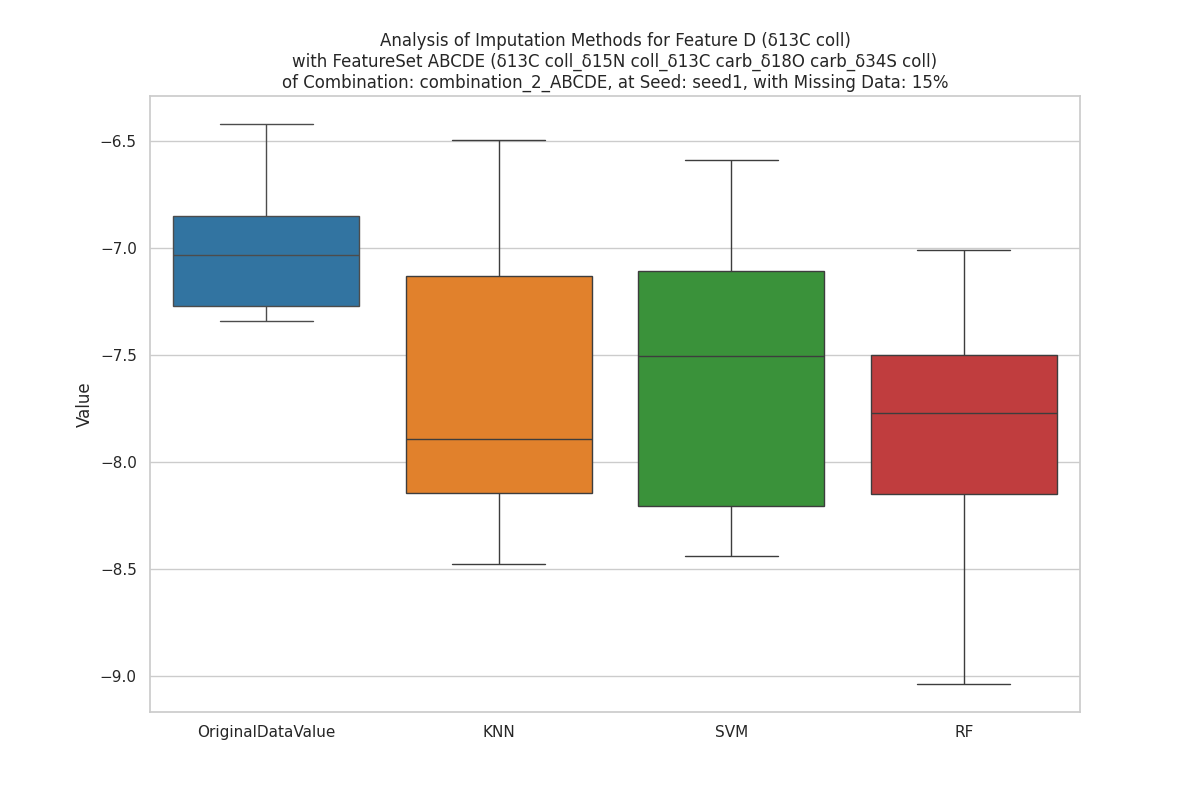 Analysis of Imputation Methods for Feature D (δ13C coll)
with FeatureSet ABCDE (δ13C coll_δ15N coll_δ13C carb_δ18O carb_δ34S coll)
of Combination: combination_2_ABCDE, at Seed: seed1, with Missing Data: 15%
Value
−6.5
−7.0
−7.5
−8.0
−8.5
−9.0
OriginalDataValue
KNN
SVM
RF